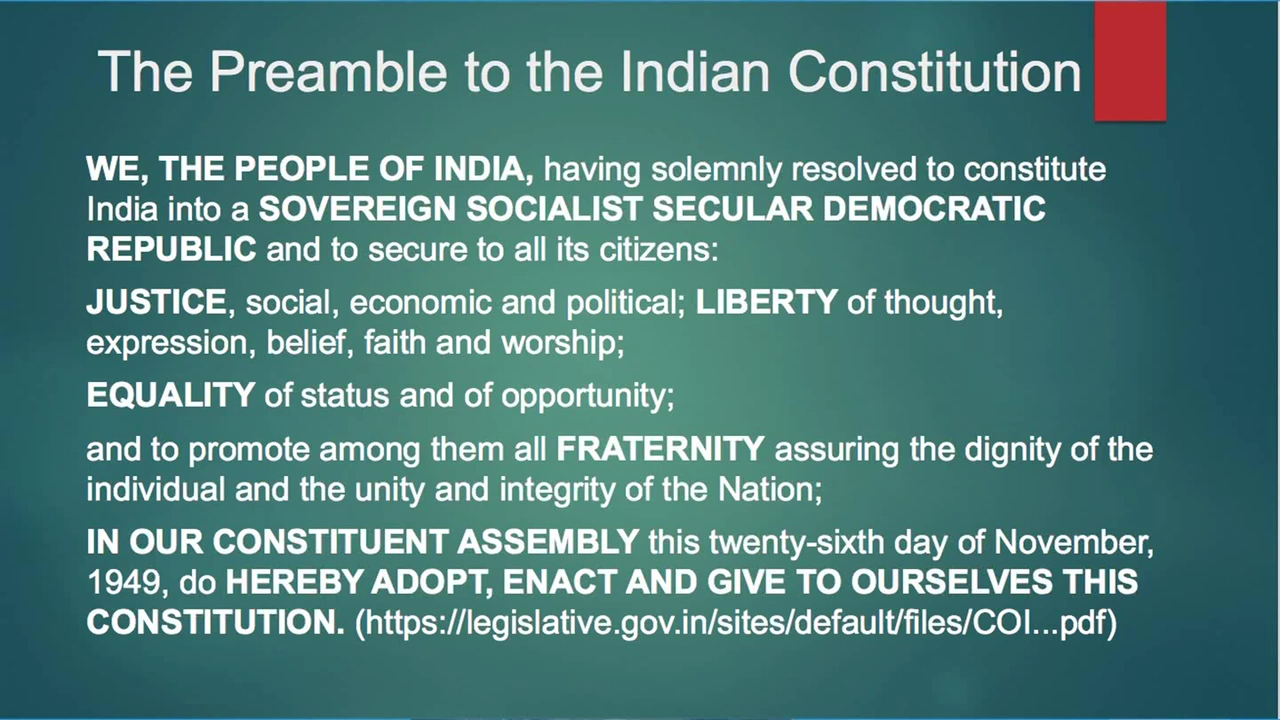 The Preamble to the Indian Constitution
WE, THE PEOPLE OF INDIA, having solemnly resolved to constitute
India into a SOVEREIGN SOCIALIST SECULAR DEMOCRATIC
REPUBLIC and to secure to all its citizens:
JUSTICE, social, economic and political; LIBERTY of thought,
expression, belief, faith and worship;
EQUALITY of status and of opportunity;
and to promote among them all FRATERNITY assuring the dignity of the
individual and the unity and integrity of the Nation;
IN OUR CONSTITUENT ASSEMBLY this twenty-sixth day of November,
1949, do HEREBY ADOPT, ENACT AND GIVE TO OURSELVES THIS
CONSTITUTION. (https://legislative.gov.in/sites/default/files/COI...pdf)